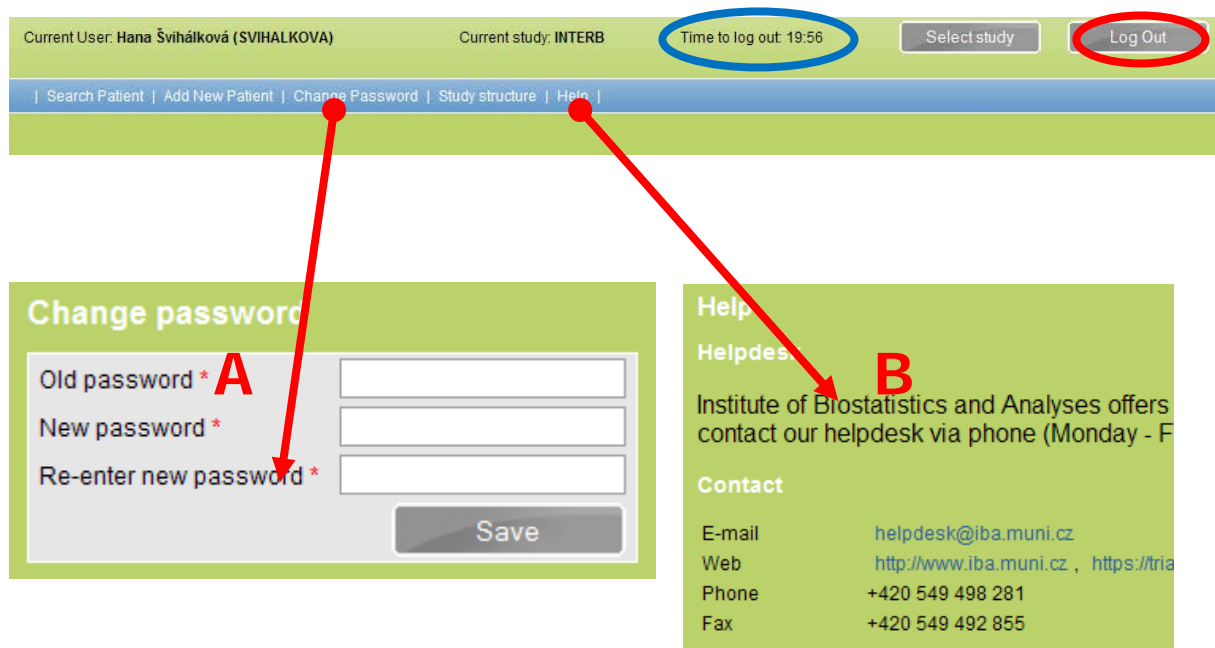 Current User: Hana Švihálková (SVIHALKOVA) Current study: INTERB Time to log out: 19:56 Select study Log Out
| Search Patient | Add New Patient | Change Password | Study structure | Help |
Change password
A
Old password *
New password *
Re-enter new password *
Save
Help
Helpdesk
B
Institute of Biostatistics and Analyses offers
contact our helpdesk via phone (Monday - F
Contact
E-mail helpdesk@iba.muni.cz
Web http://www.iba.muni.cz , https://tria
Phone +420 549 498 281
Fax +420 549 492 855